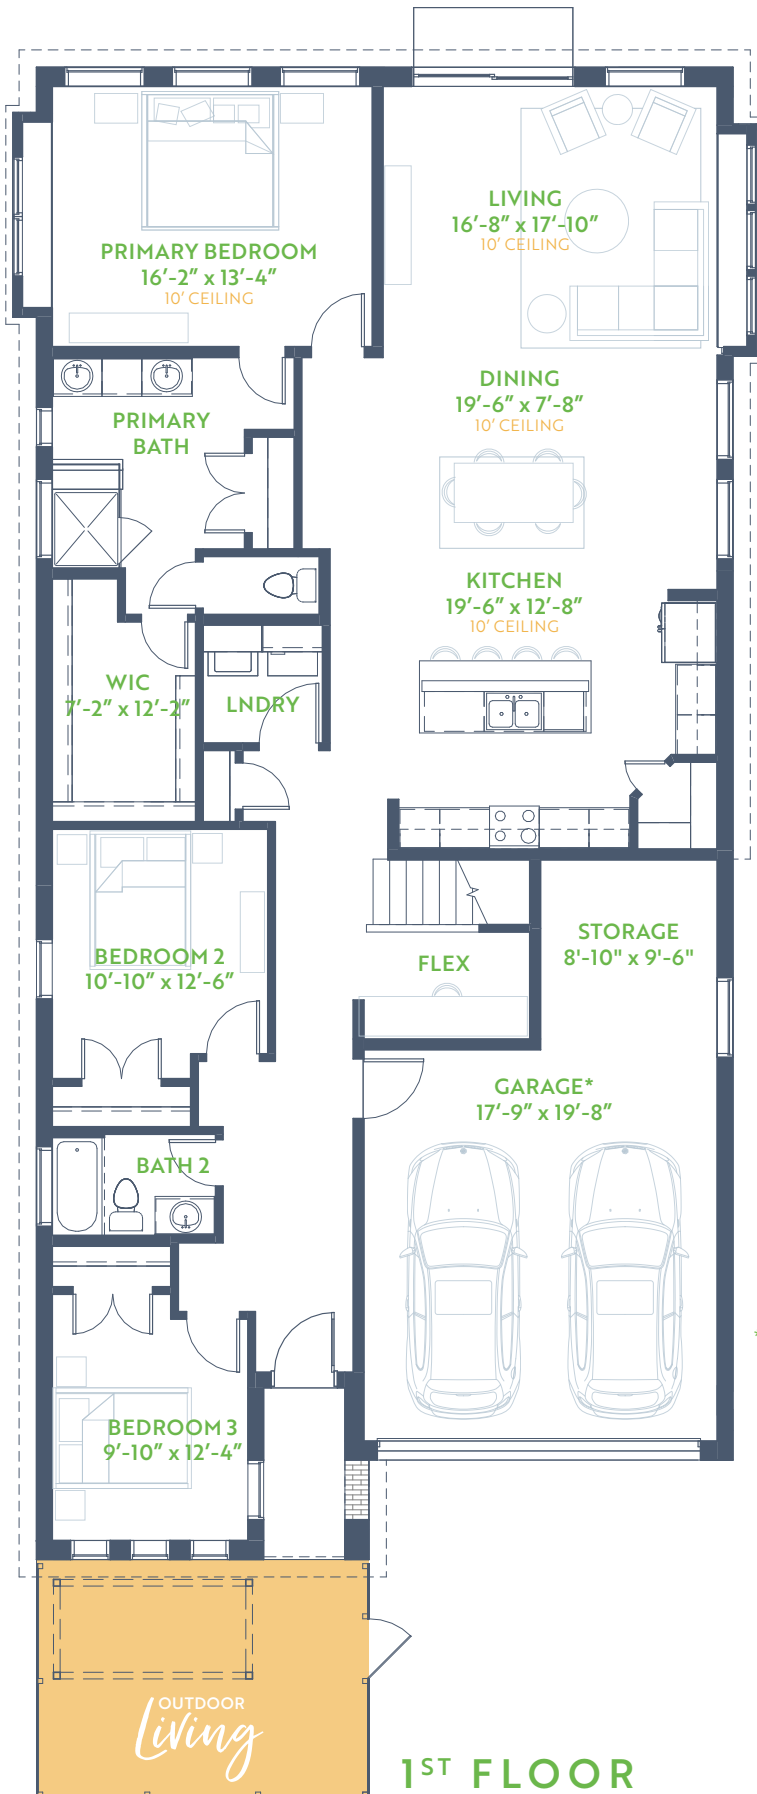 LIVING
16'-8" x 17'-10"
10' CEILING
PRIMARY BEDROOM
16'-2" x 13'-4"
10' CEILING
DINING
19'-6" x 7'-8"
10' CEILING
PRIMARY
BATH
KITCHEN
19'-6" x 12'-8"
10' CEILING
WIC
7'-2" x 12'-2"
LNDRY
STORAGE
8'-10" x 9'-6"
BEDROOM 2
10'-10" x 12'-6"
FLEX
GARAGE*
17'-9" x 19'-8"
BATH 2
BEDROOM 3
9'-10" x 12'-4"
OUTDOOR
Living
1ST FLOOR